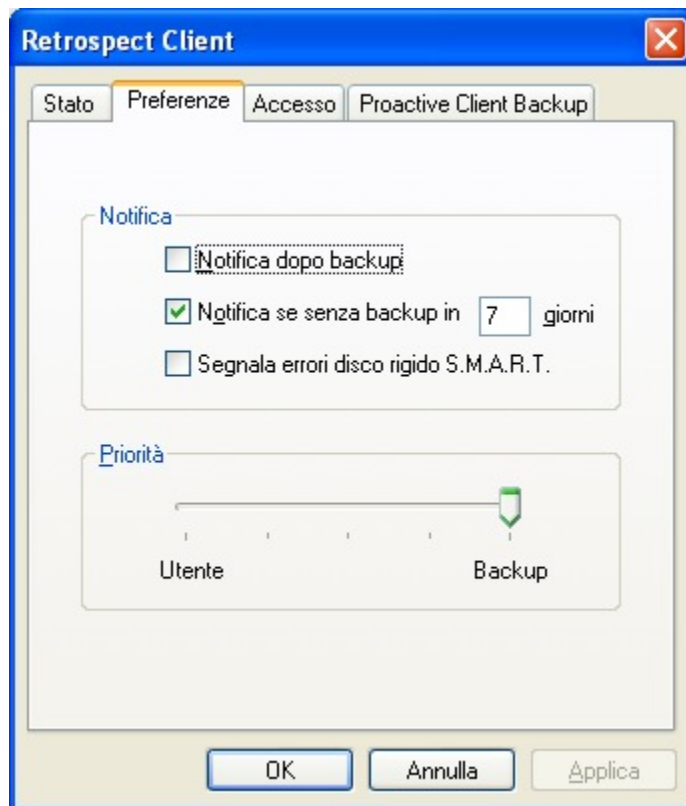 Retrospect Client
Stato Preferenze Accesso Proactive Client Backup
Notifica
Notifica dopo backup
Notifica se senza backup in 7 giorni
Segnala errori disco rigido S.M.A.R.T.
Priorità
Utente Backup
OK Annulla Applica